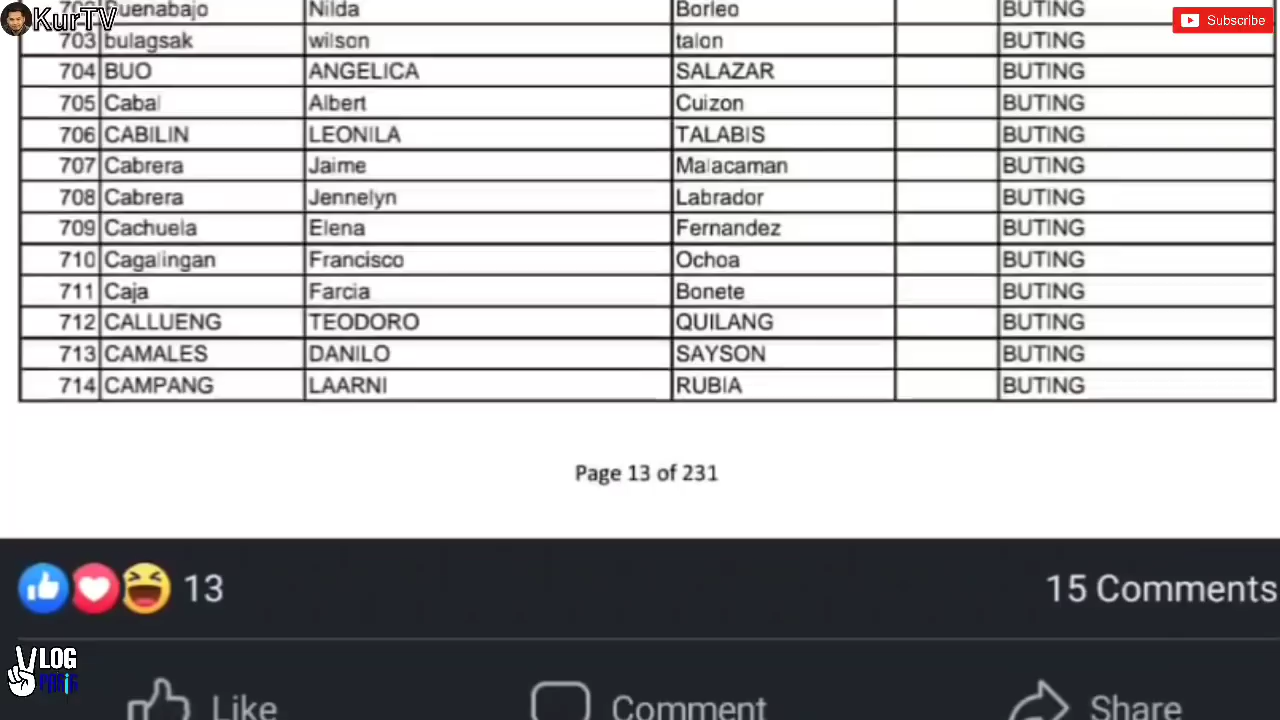 KurTV
Subscribe
702 Buenabajo Nilda Borleo BUTING
703 bulagsak wilson talon BUTING
704 BUO ANGELICA SALAZAR BUTING
705 Cabal Albert Cuizon BUTING
706 CABILIN LEONILA TALABIS BUTING
707 Cabrera Jaime Malacaman BUTING
708 Cabrera Jennelyn Labrador BUTING
709 Cachuela Elena Fernandez BUTING
710 Cagalingan Francisco Ochoa BUTING
711 Caja Farcia Bonete BUTING
712 CALLUENG TEODORO QUILANG BUTING
713 CAMALES DANILO SAYSON BUTING
714 CAMPANG LAARNI RUBIA BUTING
Page 13 of 231
13 15 Comments
VLOG
PASIG
Like Comment Share